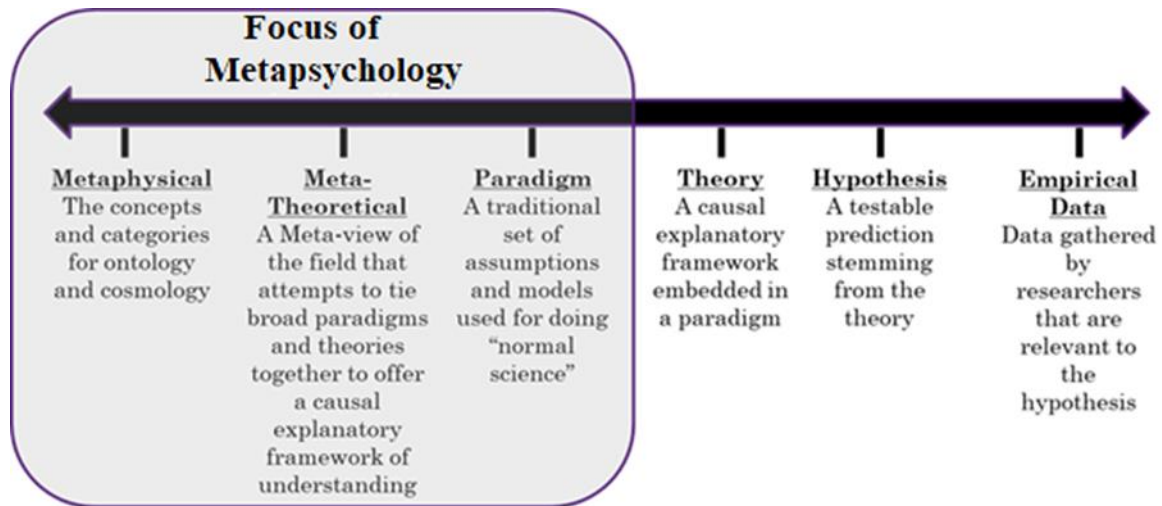 Focus of
Metapsychology
Metaphysical
The concepts
and categories
for ontology
and cosmology
Meta-
Theoretical
A Meta-view of
the field that
attempts to tie
broad paradigms
and theories
together to offer
a causal
explanatory
framework of
understanding
Paradigm
A traditional
set of
assumptions
and models
used for doing
“normal
science”
Theory
A causal
explanatory
framework
embedded in
a paradigm
Hypothesis
A testable
prediction
stemming
from the
theory
Empirical
Data
Data gathered
by
researchers
that are
relevant to
the
hypothesis